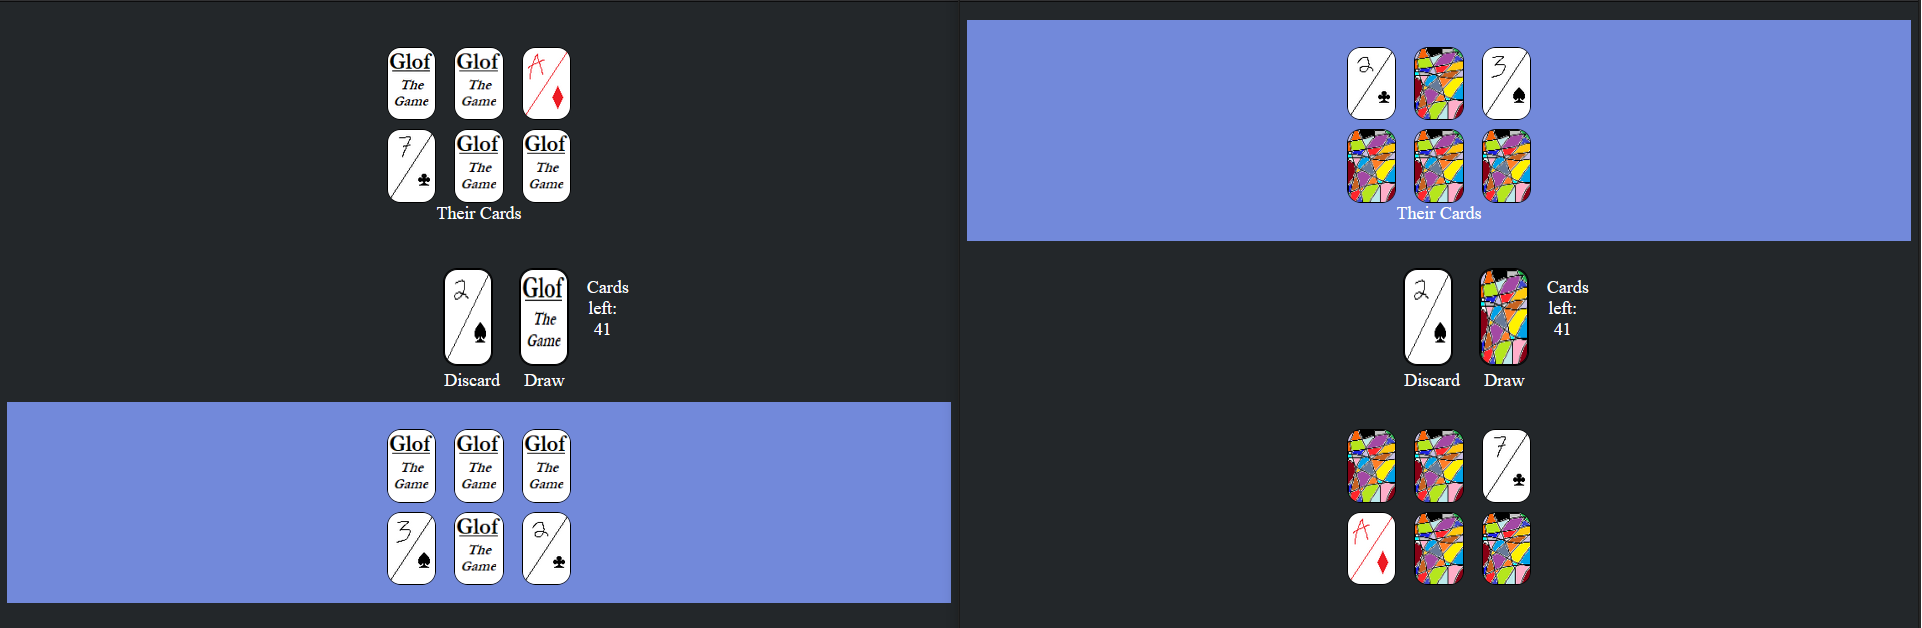 Glof The Game Glof The Game A
7 Glof The Game Glof The Game
Their Cards
2 Glof The Game Cards left: 41
Discard Draw
Glof The Game Glof The Game Glof The Game
3 Glof The Game 2
2 3
Their Cards
2 Cards left: 41
Discard Draw
7
A